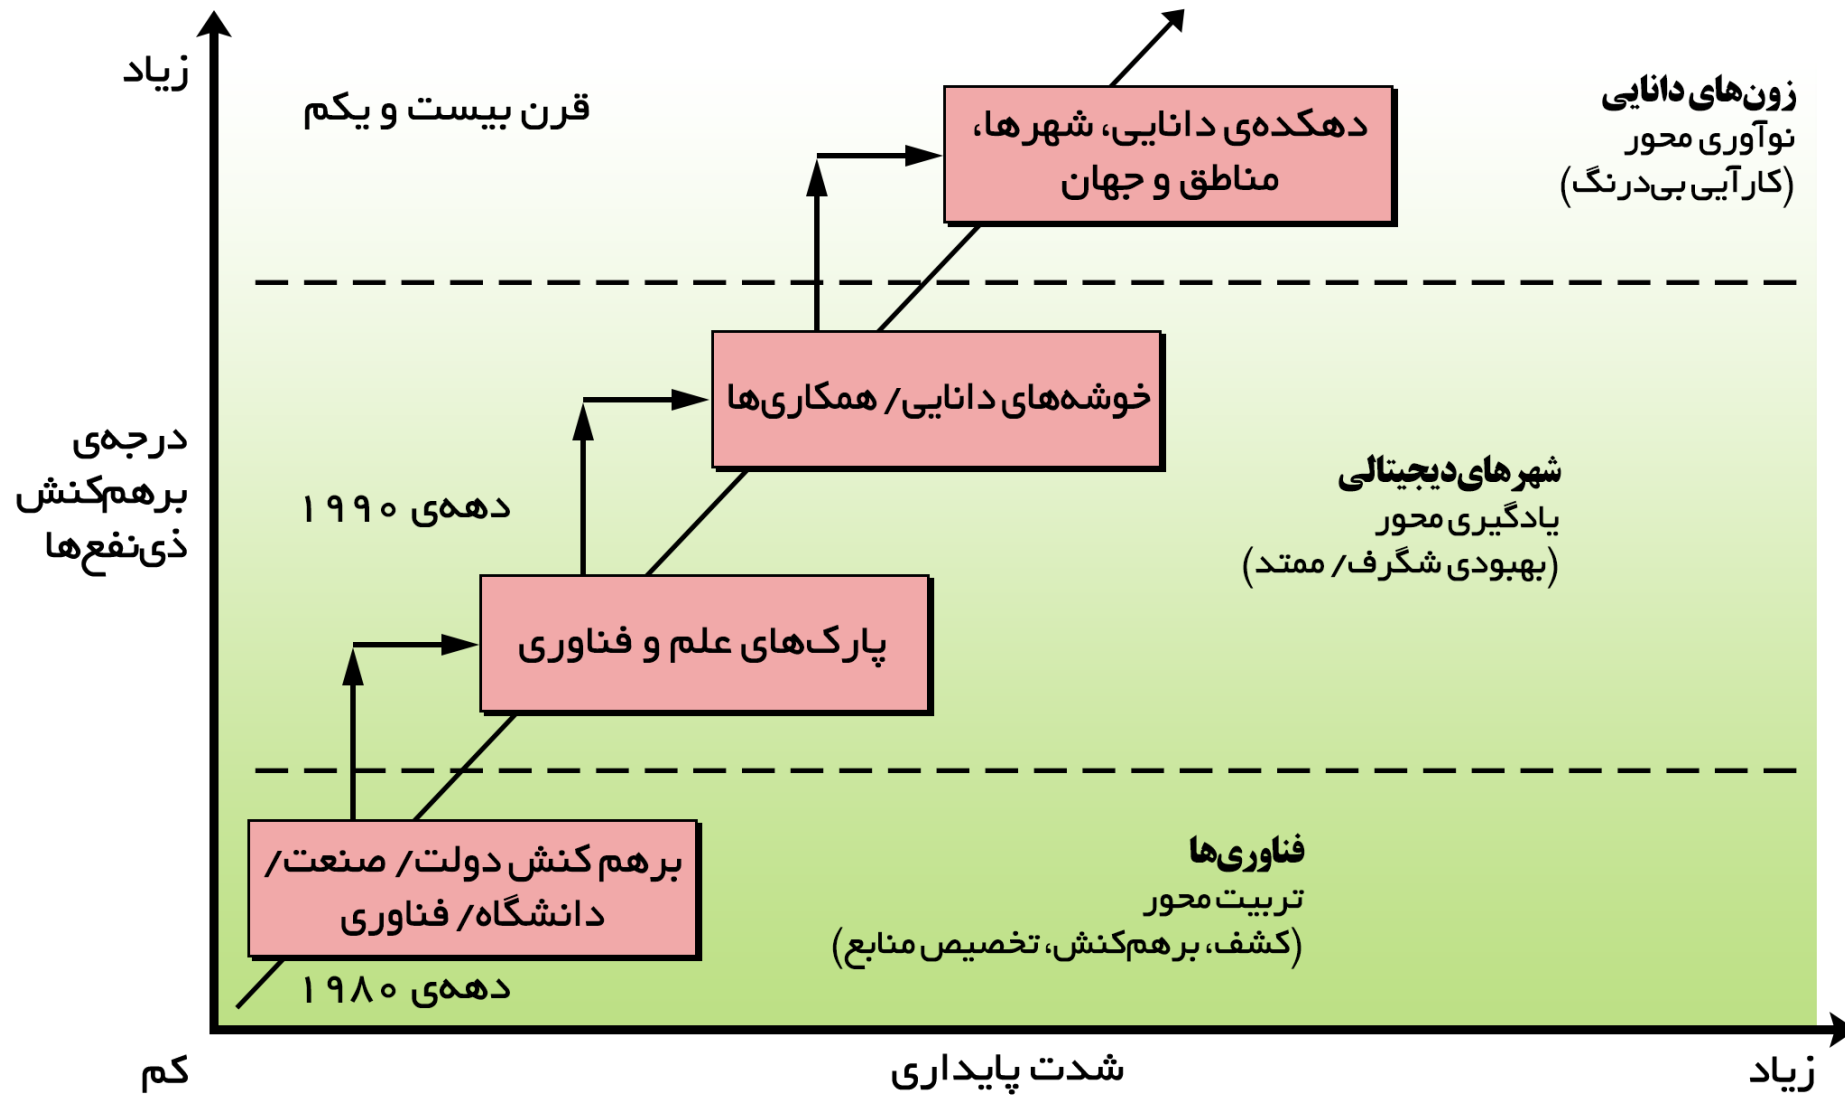 زیاد
قرن بیست و یکم
دهکده‌ی دانایی، شهرها،
مناطق و جهان
زون‌های دانایی
نوآوری محور
(کارآیی بی‌درنگ)
خوشه‌های دانایی/ همکاری‌ها
درجه‌ی
برهم‌کنش
ذی‌نفع‌ها
دهه‌ی ۱۹۹۰
شهرهای‌دیجیتالی
یادگیری محور
(بهبودی شگرف/ ممتد)
پارک‌های علم و فناوری
برهم کنش دولت/ صنعت/
دانشگاه/ فناوری
فناوری‌ها
تربیت محور
(کشف، برهم‌کنش، تخصیص منابع)
دهه‌ی ۱۹۸۰
کم
شدت پایداری
زیاد